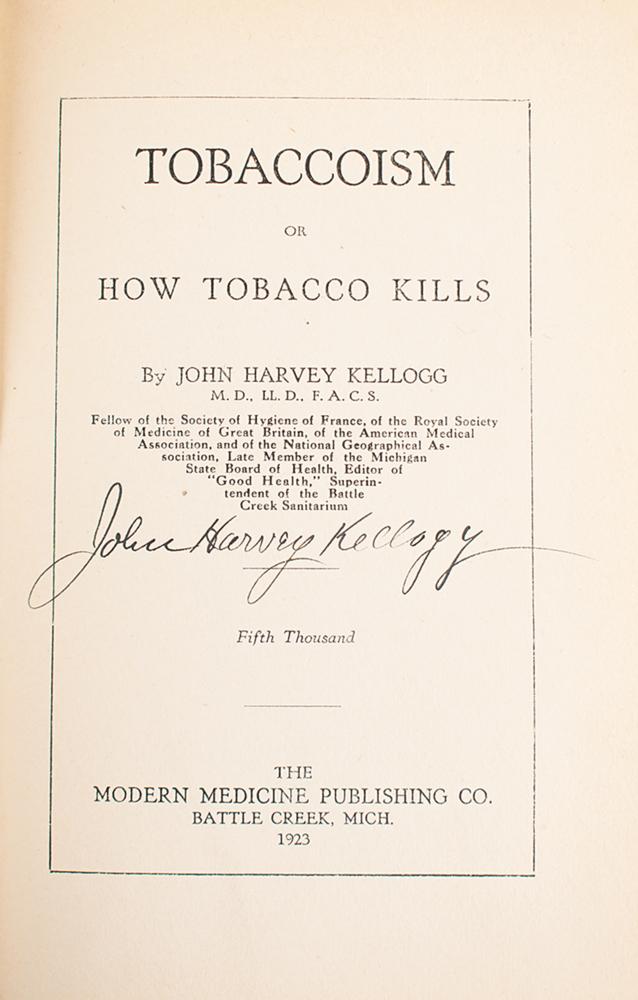 TOBACCOISM
OR
HOW TOBACCO KILLS
By JOHN HARVEY KELLOGG
M. D., LL. D., F. A. C. S.
Fellow of the Society of Hygiene of France, of the Royal Society
of Medicine of Great Britain, of the American Medical
Association, and of the National Geographical As-
sociation, Late Member of the Michigan
State Board of Health, Editor of
"Good Health," Superin-
tendent of the Battle
Creek Sanitarium
John Harvey Kellogg
Fifth Thousand
THE
MODERN MEDICINE PUBLISHING CO.
BATTLE CREEK, MICH.
1923